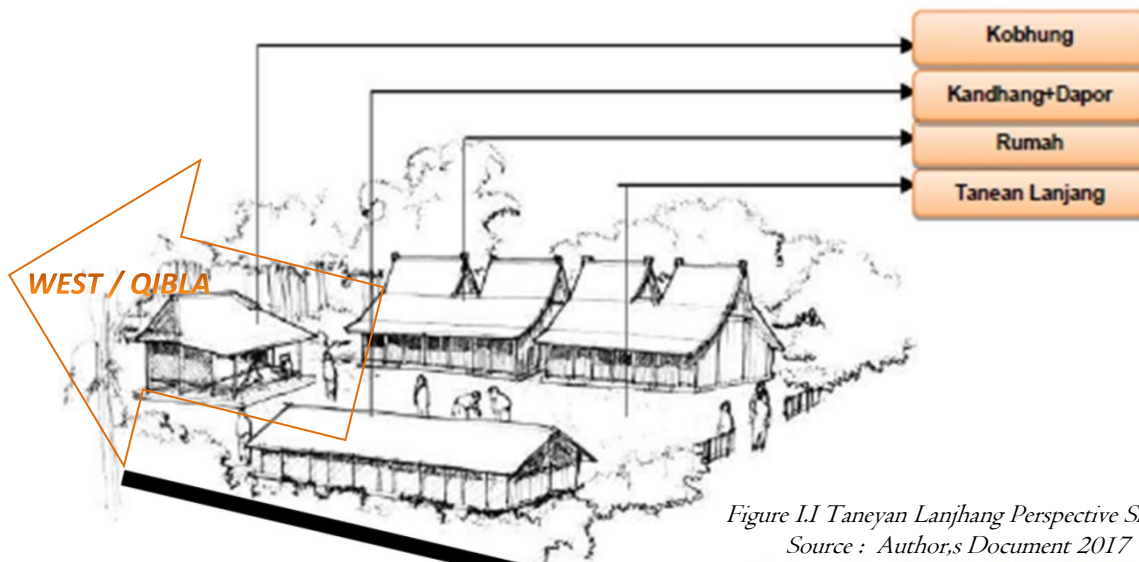 Kobhung
Kandhang+Dapor
Rumah
Tanean Lanjang
WEST / QIBLA
Figure I.I Taneyan Lanjhang Perspective
Source : Author,s Document 2017